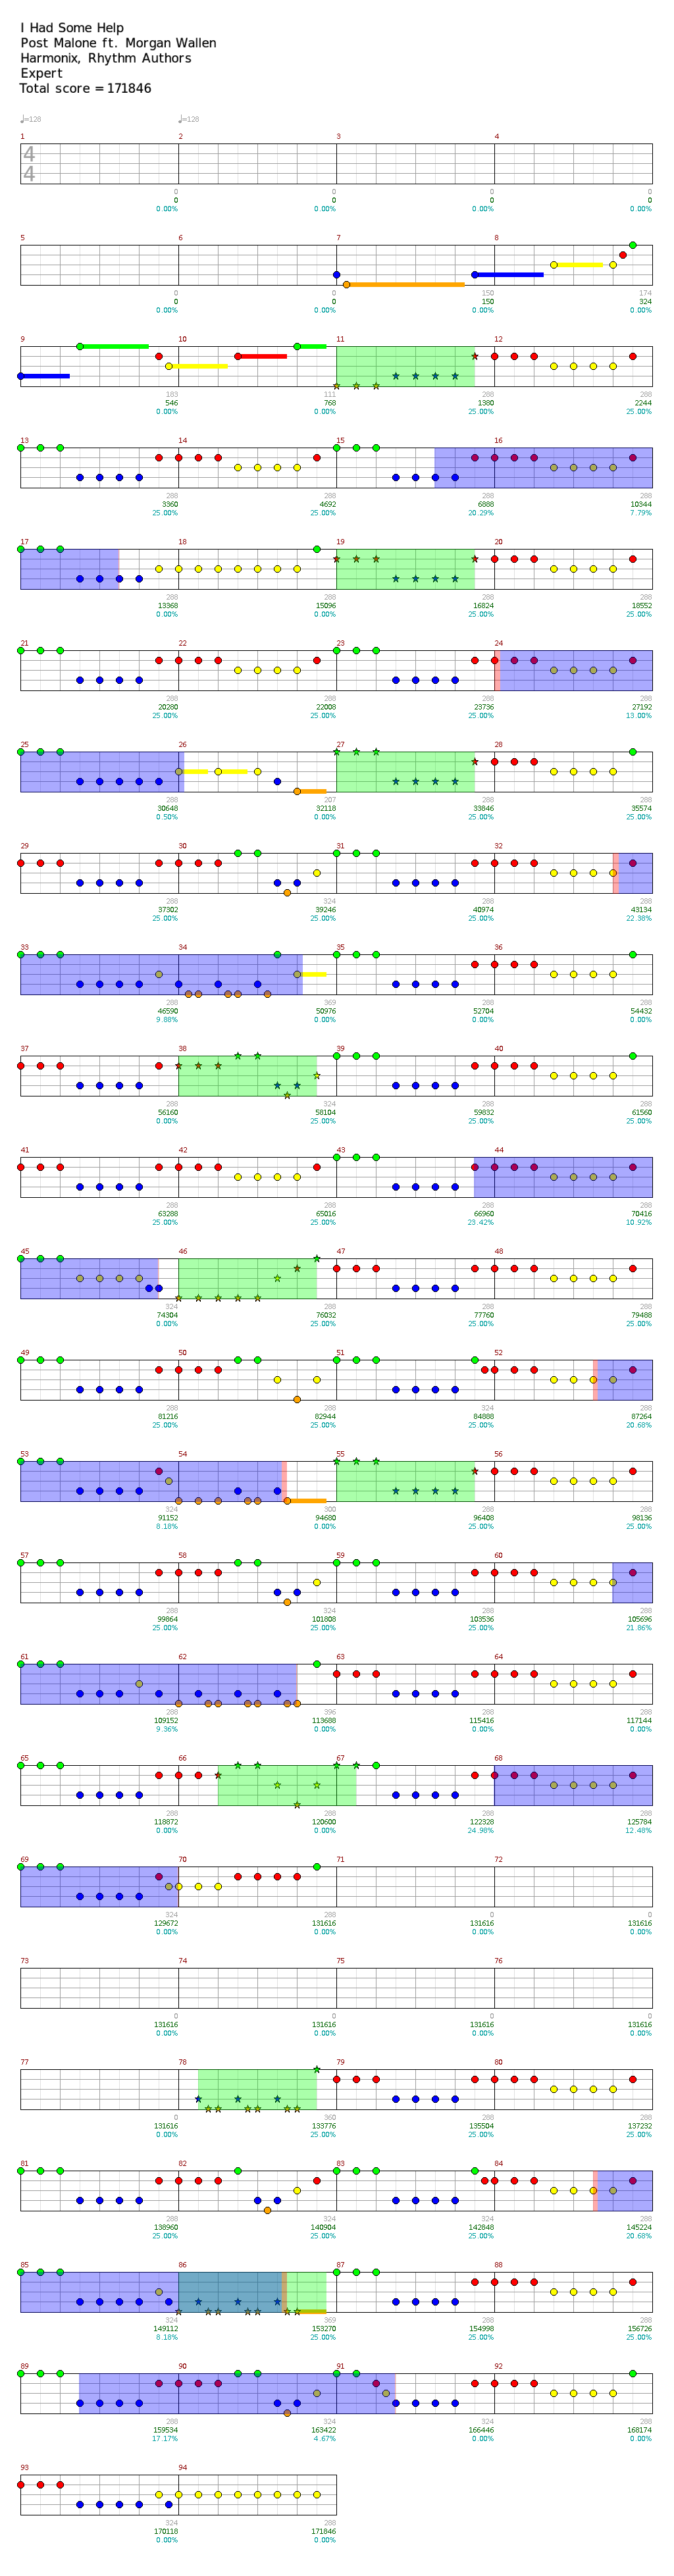 I Had Some Help
Post Malone ft. Morgan Wallen
Harmonix, Rhythm Authors
Expert
Total score = 171846
♩=128 ♩=128
1 2 3 4
4
4
0 0 0 0
0 0 0 0
0.00% 0.00% 0.00% 0.00%
5 6 7 8
0 0 150 174
0 0 150 324
0.00% 0.00% 0.00% 0.00%
9 10 11 12
183 111 288 288
546 768 1380 2244
0.00% 0.00% 25.00% 25.00%
13 14 15 16
288 288 288 288
3360 4692 6888 10344
25.00% 25.00% 20.29% 7.79%
17 18 19 20
288 288 288 288
13368 15096 16824 18552
0.00% 0.00% 25.00% 25.00%
21 22 23 24
288 288 288 288
20280 22008 23736 27192
25.00% 25.00% 25.00% 13.00%
25 26 27 28
288 207 288 288
30648 32118 33846 35574
0.50% 0.00% 25.00% 25.00%
29 30 31 32
288 324 288 288
37302 39246 40974 43134
25.00% 25.00% 25.00% 22.38%
33 34 35 36
288 369 288 288
46590 50976 52704 54432
9.88% 0.00% 0.00% 0.00%
37 38 39 40
288 324 288 288
56160 58104 59832 61560
0.00% 25.00% 25.00% 25.00%
41 42 43 44
288 288 288 288
63288 65016 66960 70416
25.00% 25.00% 23.42% 10.92%
45 46 47 48
324 288 288 288
74304 76032 77760 79488
0.00% 25.00% 25.00% 25.00%
49 50 51 52
288 288 324 288
81216 82944 84888 87264
25.00% 25.00% 25.00% 20.68%
53 54 55 56
324 300 288 288
91152 94680 96408 98136
8.18% 0.00% 25.00% 25.00%
57 58 59 60
288 324 288 288
99864 101808 103536 105696
25.00% 25.00% 25.00% 21.86%
61 62 63 64
288 396 288 288
109152 113688 115416 117144
9.36% 0.00% 0.00% 0.00%
65 66 67 68
288 288 288 288
118872 120600 122328 125784
0.00% 0.00% 24.98% 12.48%
69 70 71 72
324 288 0 0
129672 131616 131616 131616
0.00% 0.00% 0.00% 0.00%
73 74 75 76
0 0 0 0
131616 131616 131616 131616
0.00% 0.00% 0.00% 0.00%
77 78 79 80
0 360 288 288
131616 133776 135504 137232
0.00% 25.00% 25.00% 25.00%
81 82 83 84
288 324 324 288
138960 140904 142848 145224
25.00% 25.00% 25.00% 20.68%
85 86 87 88
324 369 288 288
149112 153270 154998 156726
8.18% 25.00% 25.00% 25.00%
89 90 91 92
288 324 324 288
159534 163422 166446 168174
17.17% 4.67% 0.00% 0.00%
93 94
324 288
170118 171846
0.00% 0.00%